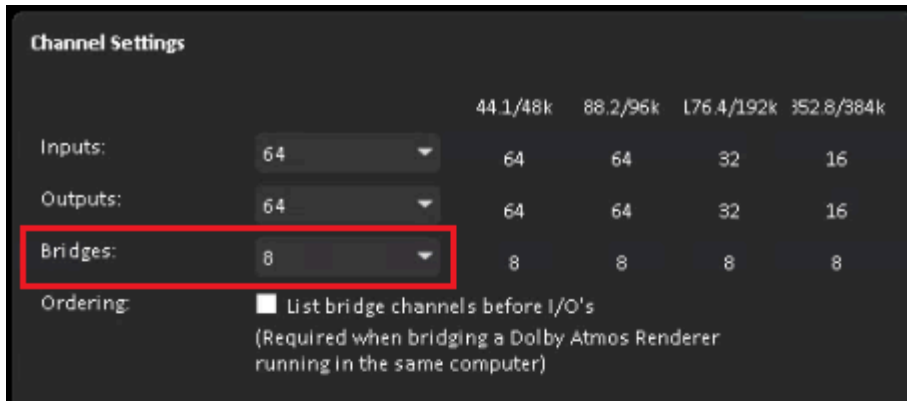 Channel Settings
44.1/48k 88.2/96k 176.4/192k 352.8/384k
Inputs: 64 64 64 32 16
Outputs: 64 64 64 32 16
Bridges: 8 8 8 8 8
Ordering: List bridge channels before I/O's
(Required when bridging a Dolby Atmos Renderer
running in the same computer)